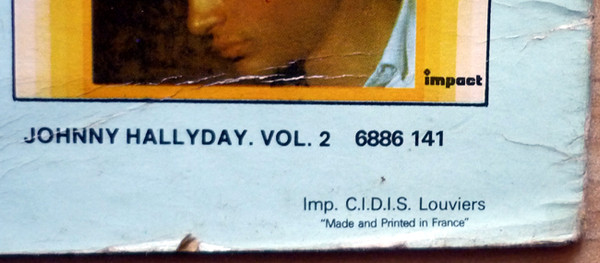 impact
JOHNNY HALLYDAY. VOL. 2 6886 141
Imp. C.I.D.I.S. Louviers
"Made and Printed in France"